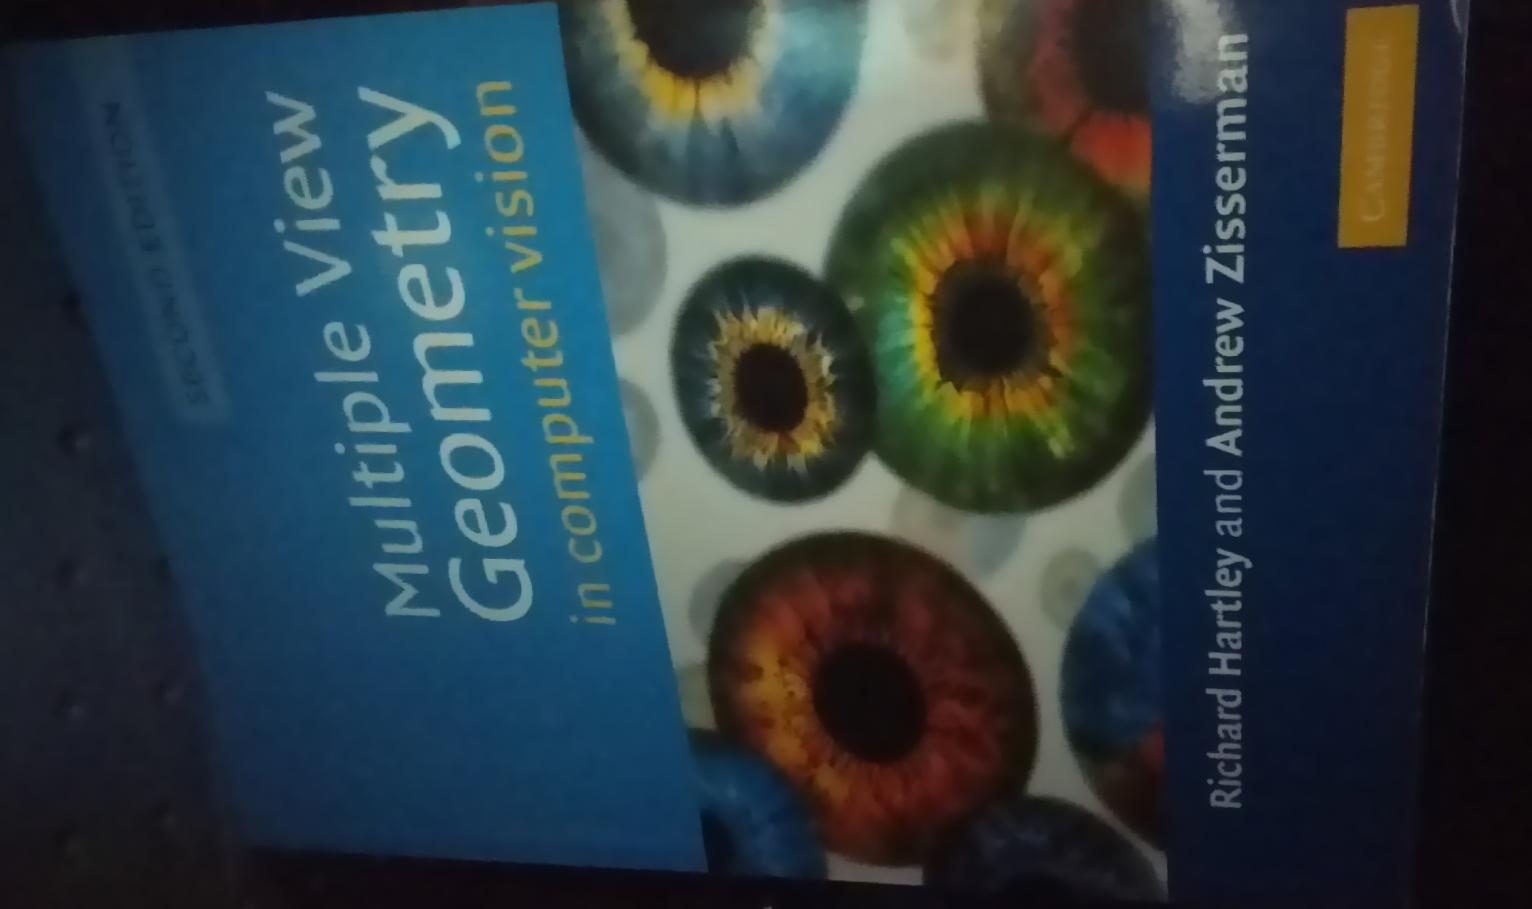 SECOND EDITION
Multiple View
Geometry
in computer vision
Richard Hartley and Andrew Zisserman
CAMBRIDGE